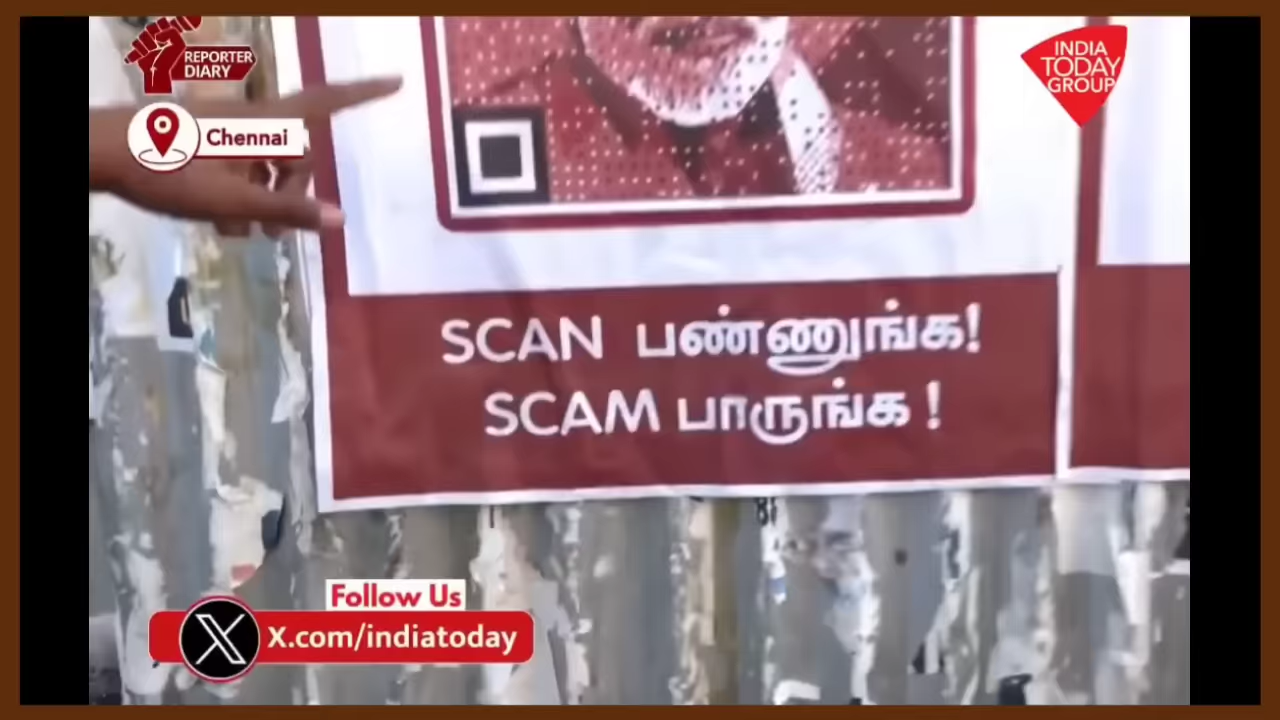 REPORTER
DIARY
INDIA
TODAY
GROUP
Chennai
SCAN பண்ணுங்க!
SCAM பாருங்க !
Follow Us
X.com/indiatoday